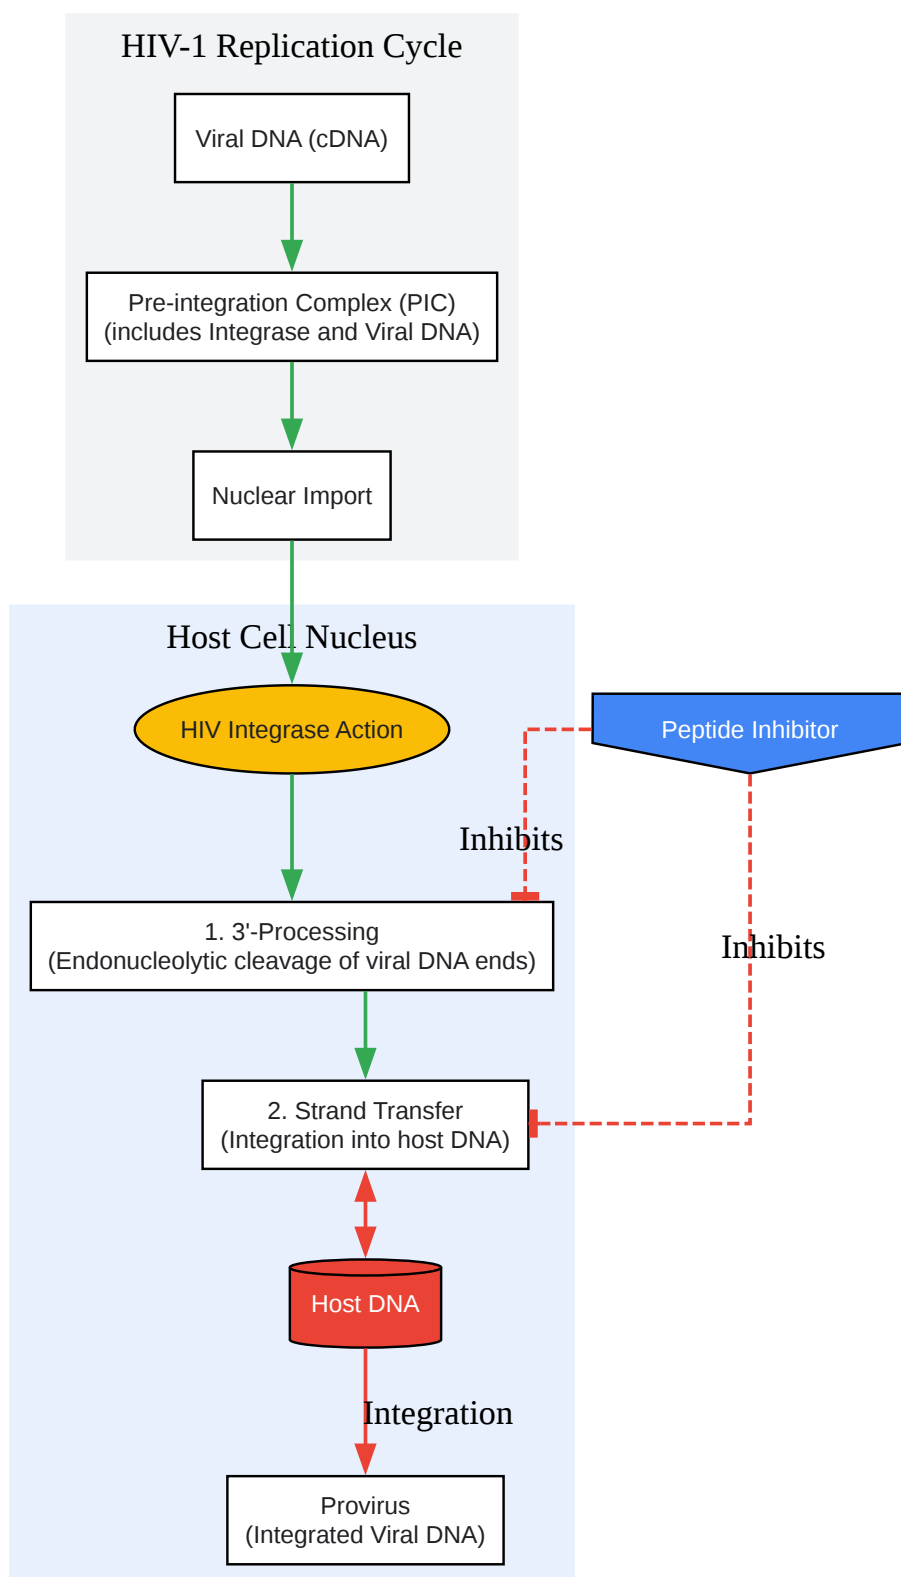 HIV-1 Replication Cycle
Viral DNA (cDNA)
Pre-integration Complex (PIC)
(includes Integrase and Viral DNA)
Nuclear Import
Host Cell Nucleus
HIV Integrase Action
Peptide Inhibitor
Inhibits
1. 3'-Processing
(Endonucleolytic cleavage of viral DNA ends)
Inhibits
2. Strand Transfer
(Integration into host DNA)
Host DNA
Integration
Provirus
(Integrated Viral DNA)